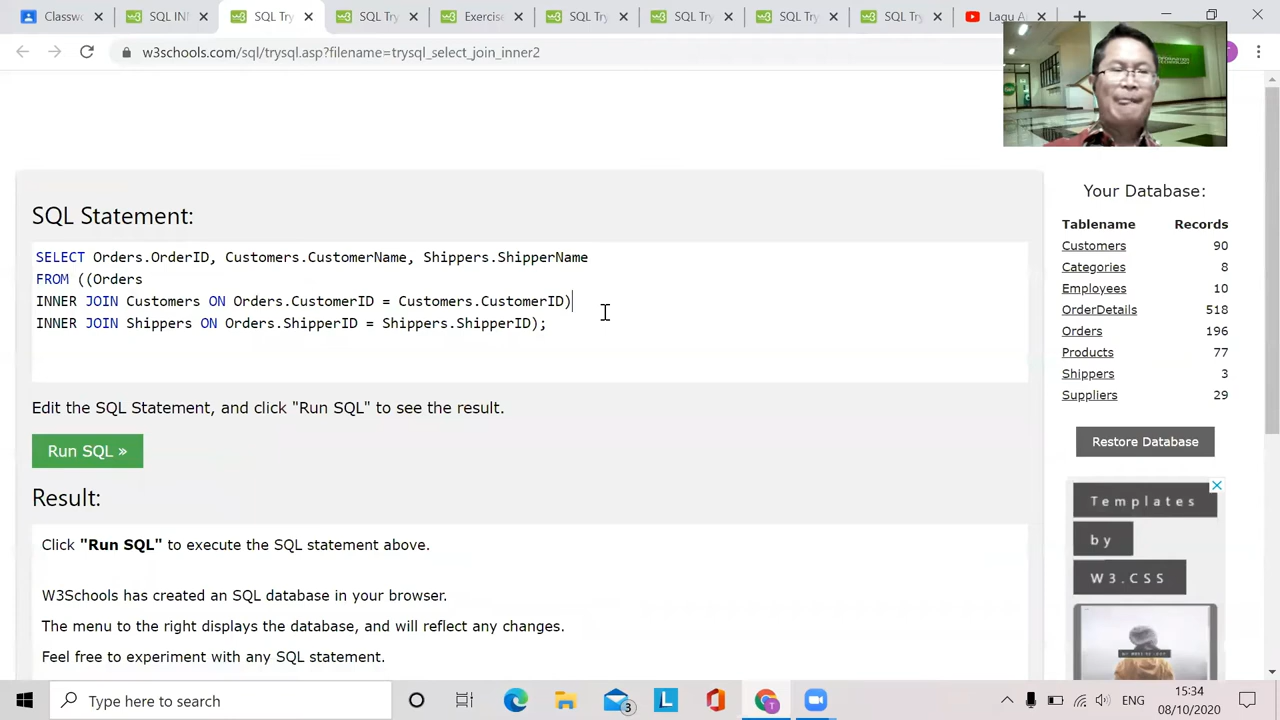 Classwo
SQL INN
SQL Try
SQL Try
Exercise
SQL Try
SQL Try
SQL Try
SQL Try
Lagu A
w3schools.com/sql/trysql.asp?filename=trysql_select_join_inner2
SQL Statement:
SELECT Orders.OrderID, Customers.CustomerName, Shippers.ShipperName
FROM ((Orders
INNER JOIN Customers ON Orders.CustomerID = Customers.CustomerID)
INNER JOIN Shippers ON Orders.ShipperID = Shippers.ShipperID);
Edit the SQL Statement, and click "Run SQL" to see the result.
Run SQL »
Result:
Click "Run SQL" to execute the SQL statement above.
W3Schools has created an SQL database in your browser.
The menu to the right displays the database, and will reflect any changes.
Feel free to experiment with any SQL statement.
Your Database:
Tablename Records
Customers 90
Categories 8
Employees 10
OrderDetails 518
Orders 196
Products 77
Shippers 3
Suppliers 29
Restore Database
Templates
by
W3.CSS
Type here to search
3
L
T
ENG
15:34
08/10/2020